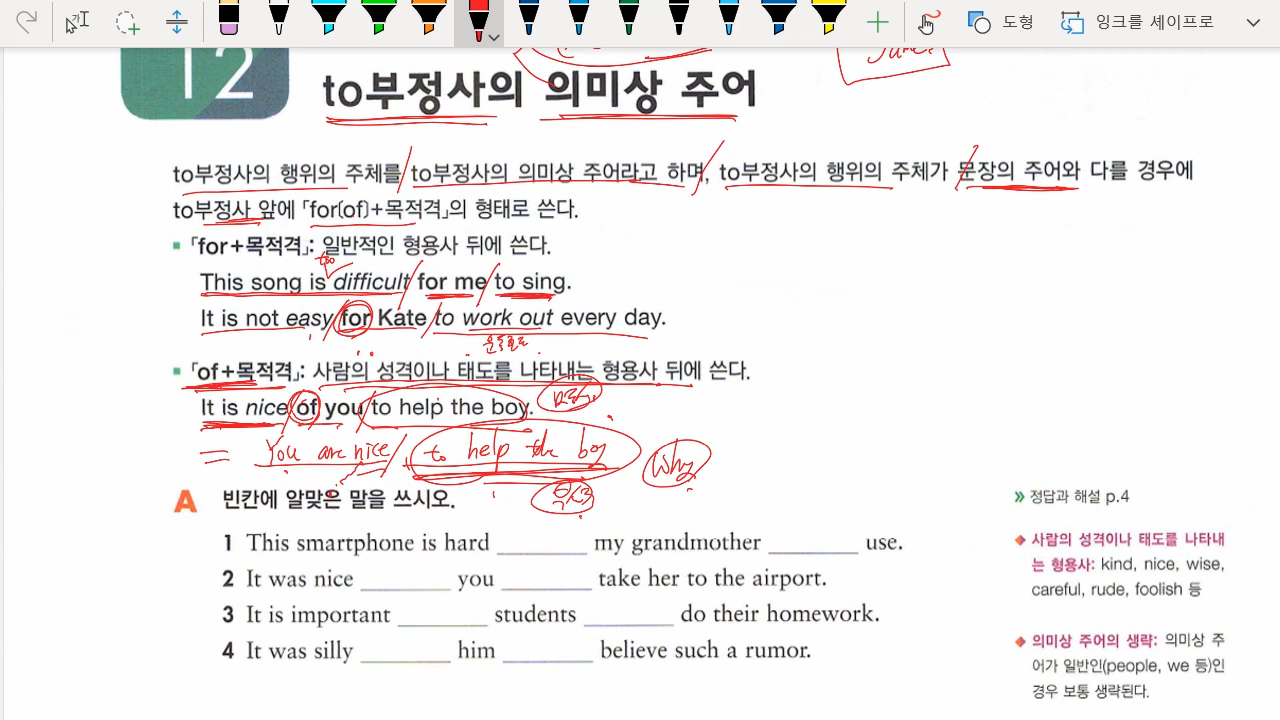 도형
잉크를 셰이프로
12
to부정사의 의미상 주어
to부정사의 행위의 주체를 to부정사의 의미상 주어라고 하며, to부정사의 행위의 주체가 문장의 주어와 다를 경우에
to부정사 앞에 「for(of)+목적격」의 형태로 쓴다.
「for+목적격」: 일반적인 형용사 뒤에 쓴다.
too
This song is difficult for me to sing.
It is not easy for Kate to work out every day.
「of+목적격」: 사람의 성격이나 태도를 나타내는 형용사 뒤에 쓴다.
It is nice of you to help the boy.
= You are nice to help the boy
Why
A 빈칸에 알맞은 말을 쓰시오.
1 This smartphone is hard ________ my grandmother ________ use.
2 It was nice ________ you ________ take her to the airport.
3 It is important ________ students ________ do their homework.
4 It was silly ________ him ________ believe such a rumor.
» 정답과 해설 p.4
사람의 성격이나 태도를 나타내
는 형용사: kind, nice, wise,
careful, rude, foolish 등
의미상 주어의 생략: 의미상 주
어가 일반인(people, we 등)인
경우 보통 생략된다.